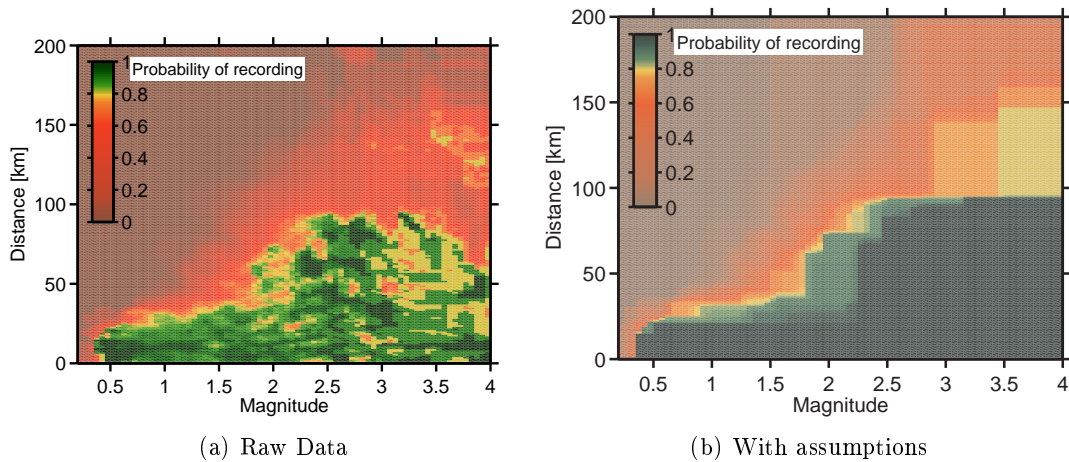 200
150
100
50
0
Distance [km]
1
0.8
0.6
0.4
0.2
0
Probability of recording
0.5 1 1.5 2 2.5 3 3.5 4
Magnitude
(a) Raw Data
200
150
100
50
0
Distance [km]
1
0.8
0.6
0.4
0.2
0
Probability of recording
0.5 1 1.5 2 2.5 3 3.5 4
Magnitude
(b) With assumptions